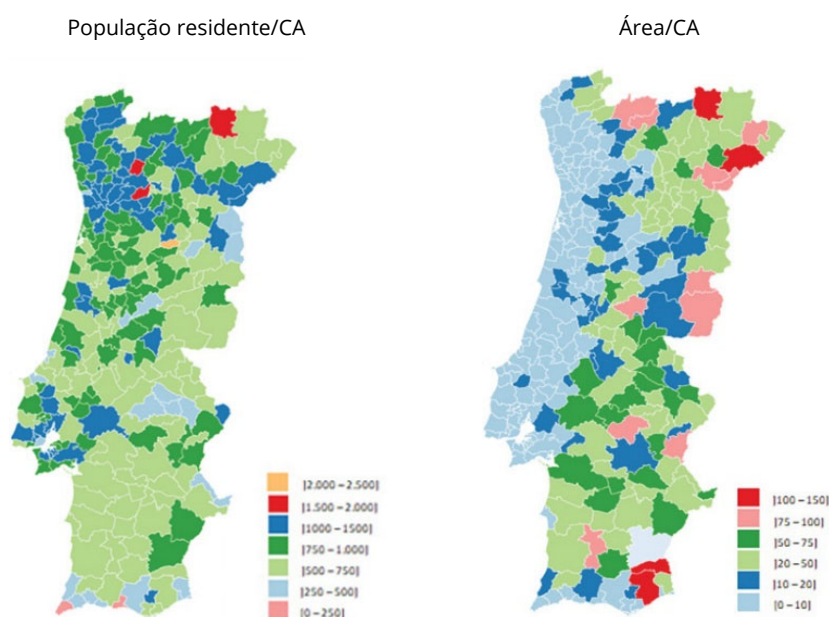 População residente/CA
Área/CA
]2.000 – 2.500]
]1.500 – 2.000]
]1000 – 1500]
]750 – 1.000]
]500 – 750]
]250 – 500]
]0 – 250]
]100 – 150]
]75 – 100]
]50 – 75]
]20 – 50]
]10 – 20]
]0 – 10]